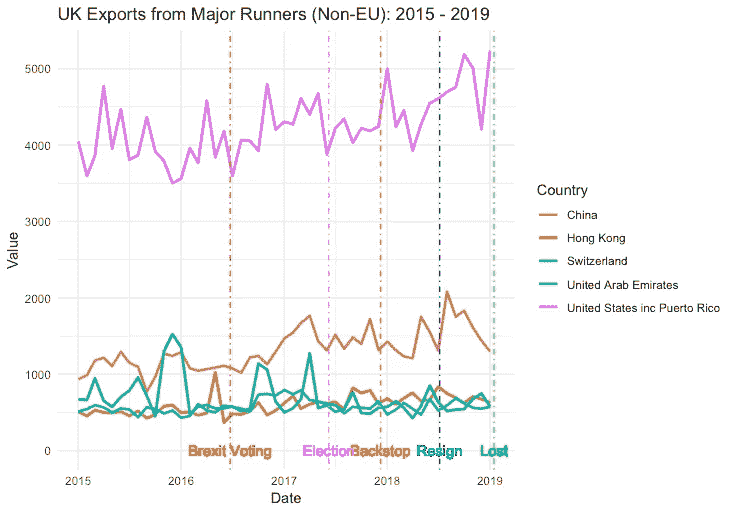 UK Exports from Major Runners (Non-EU): 2015 - 2019
5000
4000
3000
2000
1000
0
Value
Brexit Voting Election Backstop Resign Lost
2015 2016 2017 2018 2019
Date
Country
China
Hong Kong
Switzerland
United Arab Emirates
United States inc Puerto Rico